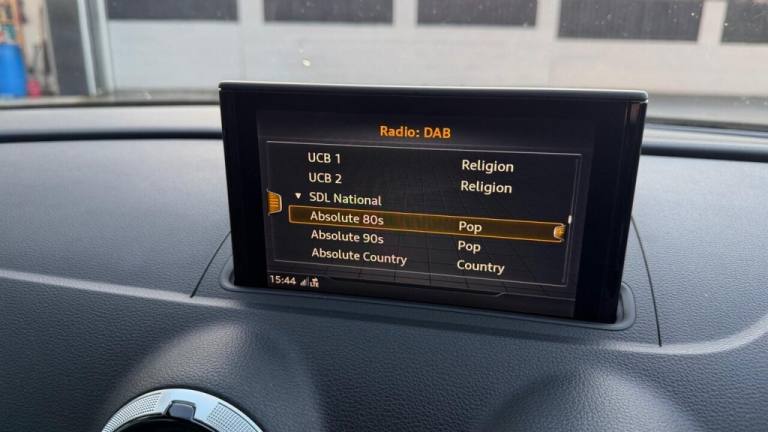 Radio: DAB
UCB 1 Religion
UCB 2 Religion
SDL National
Absolute 80s Pop
Absolute 90s Pop
Absolute Country Country
15:44 LTE